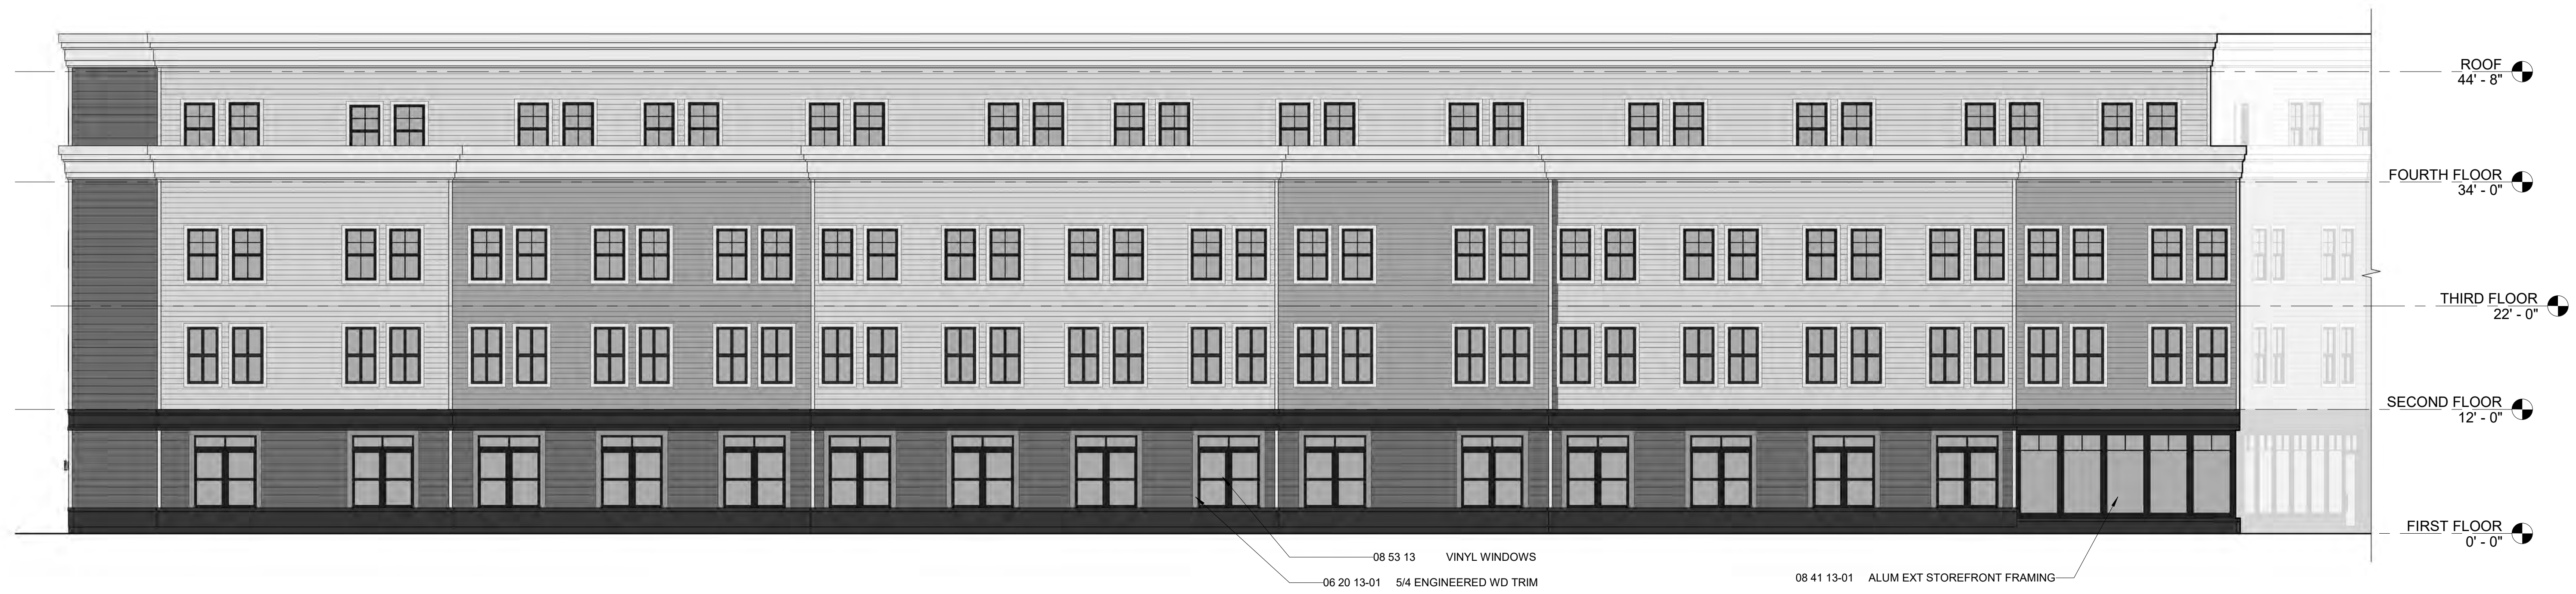 ROOF
44' - 8"
FOURTH FLOOR
34' - 0"
THIRD FLOOR
22' - 0"
SECOND FLOOR
12' - 0"
FIRST FLOOR
0' - 0"
08 53 13 VINYL WINDOWS
06 20 13-01 5/4 ENGINEERED WD TRIM
08 41 13-01 ALUM EXT STOREFRONT FRAMING